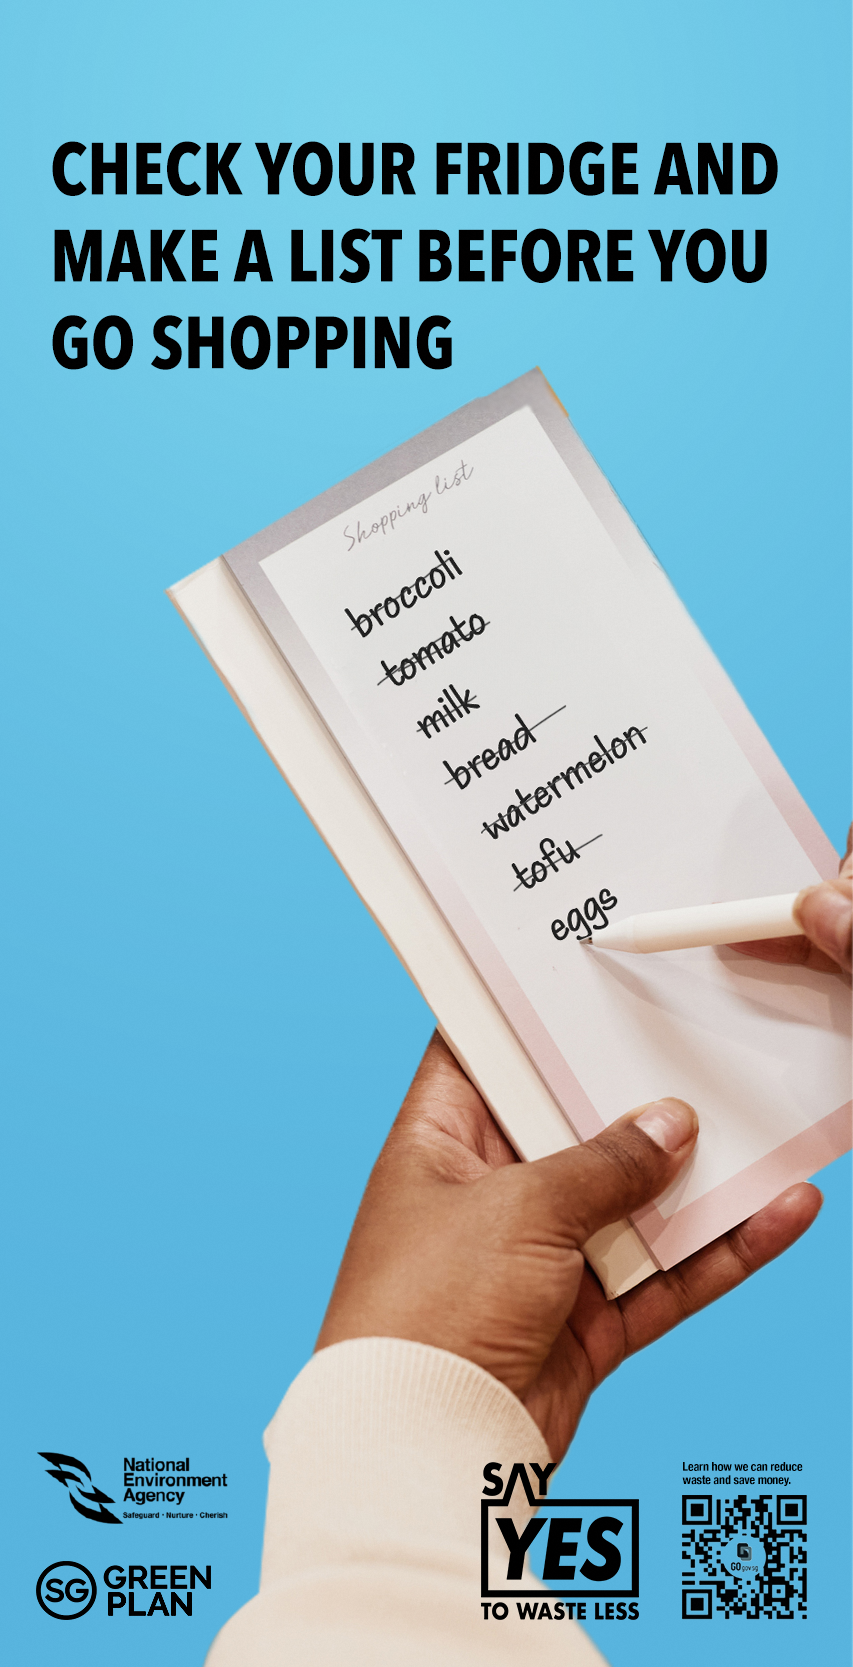 CHECK YOUR FRIDGE AND
MAKE A LIST BEFORE YOU
GO SHOPPING
Shopping list
broccoli
tomato
milk
bread
watermelon
tofu
eggs
National
Environment
Agency
Safeguard · Nurture · Cherish
SG GREEN
PLAN
SAY
YES
TO WASTE LESS
Learn how we can reduce
waste and save money.
GO gov.sg